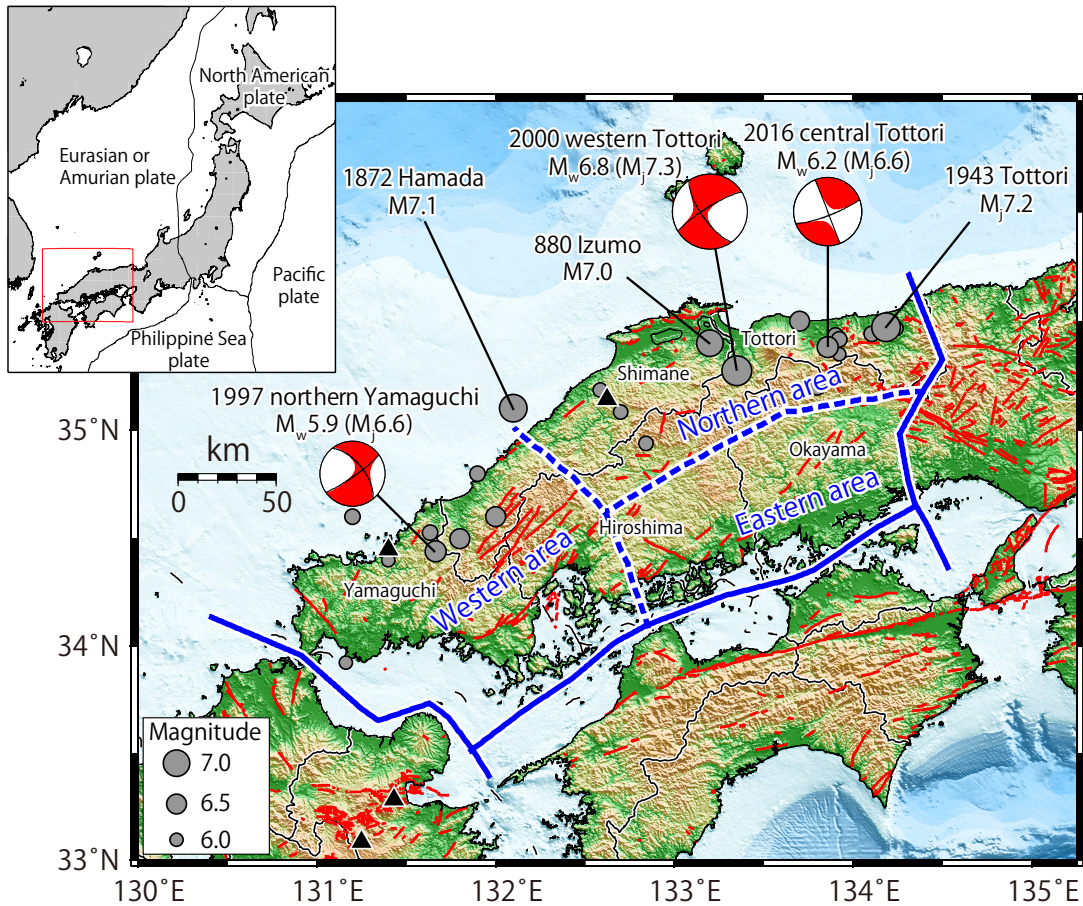 North American
plate
Eurasian or
Amurian plate
Pacific
plate
Philippine Sea
plate
2000 western Tottori
Mw6.8 (Mj7.3)
2016 central Tottori
Mw6.2 (Mj6.6)
1872 Hamada
M7.1
1943 Tottori
Mj7.2
880 Izumo
M7.0
Tottori
Shimane
1997 northern Yamaguchi
Mw5.9 (Mj6.6)
Northern area
Okayama
Eastern area
Hiroshima
Western area
Yamaguchi
km
0 50
35˚N
34˚N
33˚N
Magnitude
7.0
6.5
6.0
130˚E 131˚E 132˚E 133˚E 134˚E 135˚E